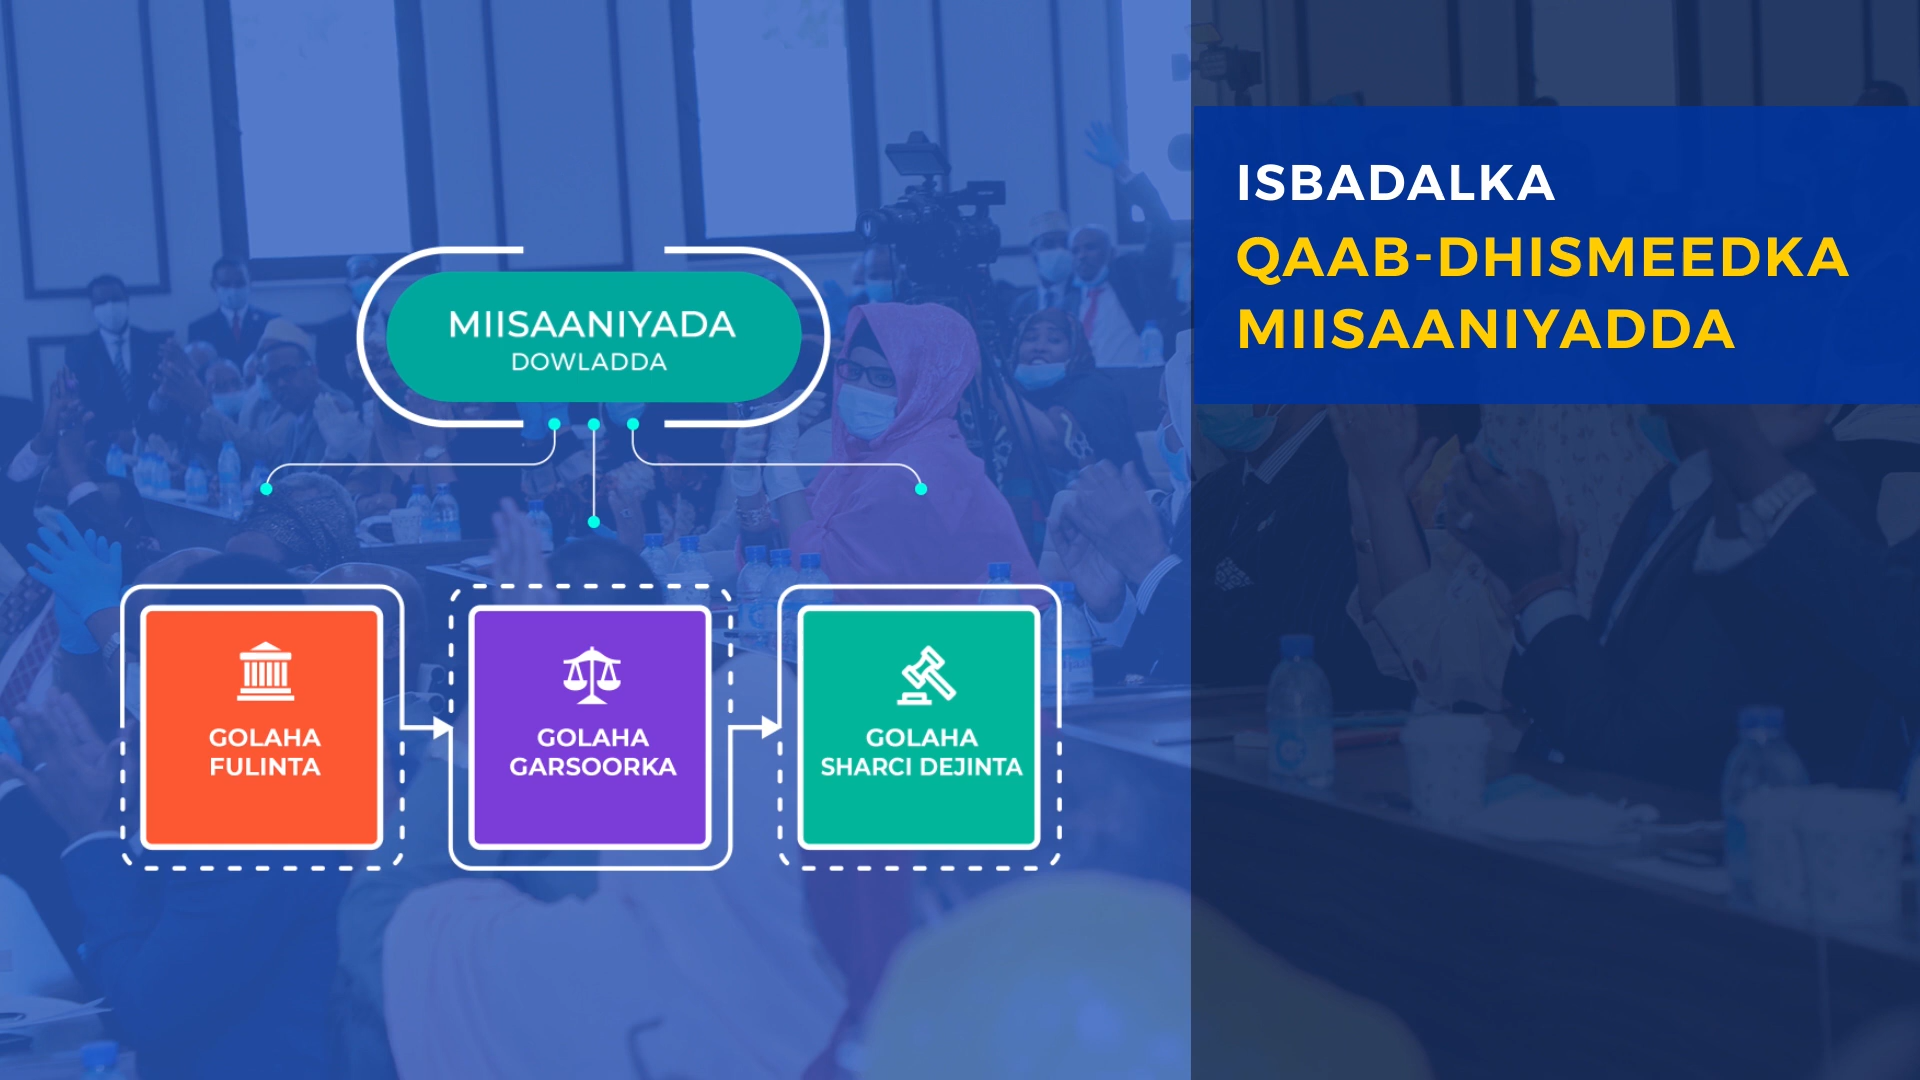 ISBADALKA
QAAB-DHISMEEDKA
MIISAANIYADDA
MIISAANIYADA
DOWLADDA
GOLAHA
FULINTA
GOLAHA
GARSOORKA
GOLAHA
SHARCI DEJINTA